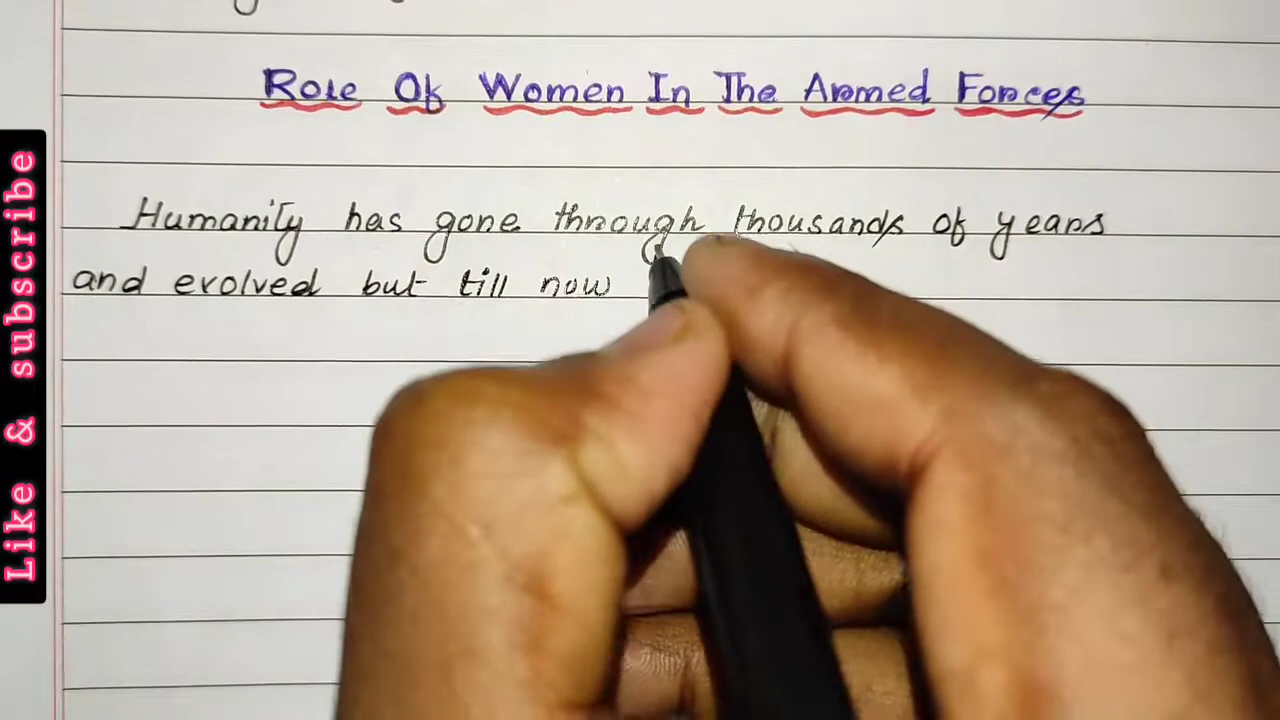 Role Of Women In The Armed Forces
Humanity has gone through thousands of years
and evolved but till now
Like & subscribe